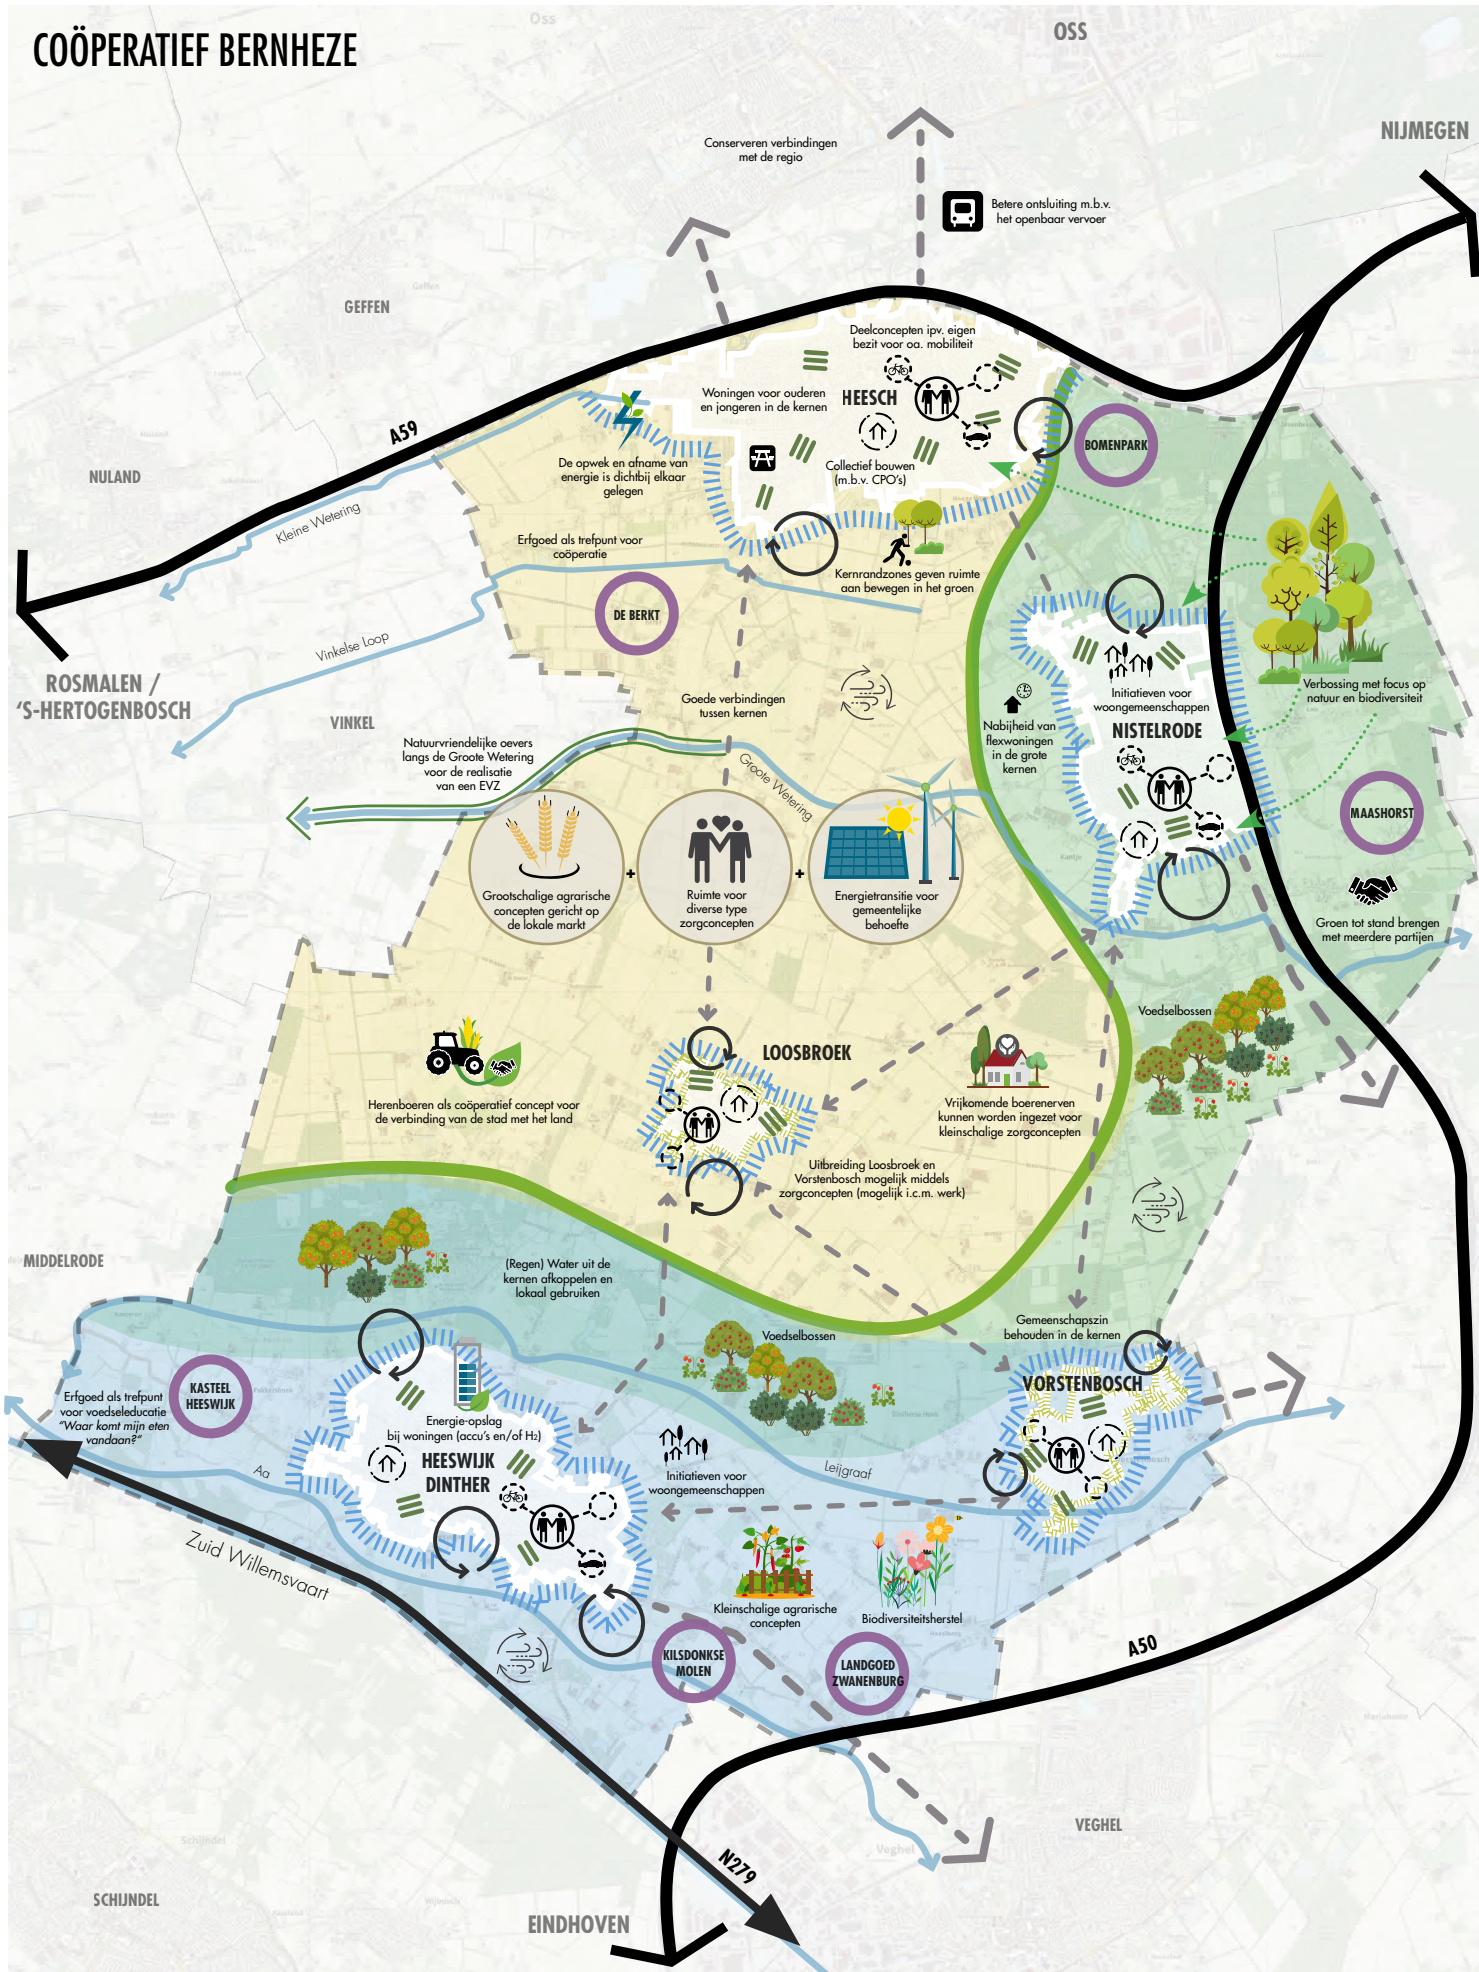 COÖPERATIEF BERNHEZE
Oss
OSS
NIJMEGEN
Conserveren verbindingen
met de regio
Betere ontsluiting m.b.v.
het openbaar vervoer
Geffen
GEFFEN
Deelconcepten ipv. eigen
bezit voor oa. mobiliteit
Woningen voor ouderen
en jongeren in de kernen
HEESCH
A59
BOMENPARK
NULAND
De opwek en afname van
energie is dichtbij elkaar
gelegen
Collectief bouwen
(m.b.v. CPO's)
Kleine Wetering
Erfgoed als trefpunt voor
coöperatie
Kernrandzones geven ruimte
aan bewegen in het groen
DE BERKT
Vinkelse Loop
ROSMALEN /
'S-HERTOGENBOSCH
VINKEL
Goede verbindingen
tussen kernen
Nabijheid van
flexwoningen
in de grote
kernen
Initiatieven voor
woongemeenschappen
NISTELRODE
Verbossing met focus op
natuur en biodiversiteit
Natuurvriendelijke oevers
langs de Groote Wetering
voor de realisatie
van een EVZ
Groote Wetering
MAASHORST
Grootschalige agrarische
concepten gericht op
de lokale markt
+
Ruimte voor
diverse type
zorgconcepten
+
Energietransitie voor
gemeentelijke
behoefte
Groen tot stand brengen
met meerdere partijen
Voedselbossen
LOOSBROEK
Herenboeren als coöperatief concept voor
de verbinding van de stad met het land
Vrijkomende boerenerven
kunnen worden ingezet voor
kleinschalige zorgconcepten
Uitbreiding Loosbroek en
Vorstenbosch mogelijk middels
zorgconcepten (mogelijk i.c.m. werk)
MIDDELRODE
(Regen) Water uit de
kernen afkoppelen en
lokaal gebruiken
Gemeenschapszin
behouden in de kernen
Voedselbossen
KASTEEL
HEESWIJK
Erfgoed als trefpunt
voor voedseleducatie
"Waar komt mijn eten
vandaan?"
VORSTENBOSCH
Energie-opslag
bij woningen (accu's en/of H2)
HEESWIJK
DINTHER
Aa
Initiatieven voor
woongemeenschappen
Leijgraaf
Zuid Willemsvaart
Kleinschalige agrarische
concepten
Biodiversiteitsherstel
KILSDONKSE
MOLEN
LANDGOED
ZWANENBURG
A50
VEGHEL
Schijndel
Veghel
N279
SCHIJNDEL
EINDHOVEN